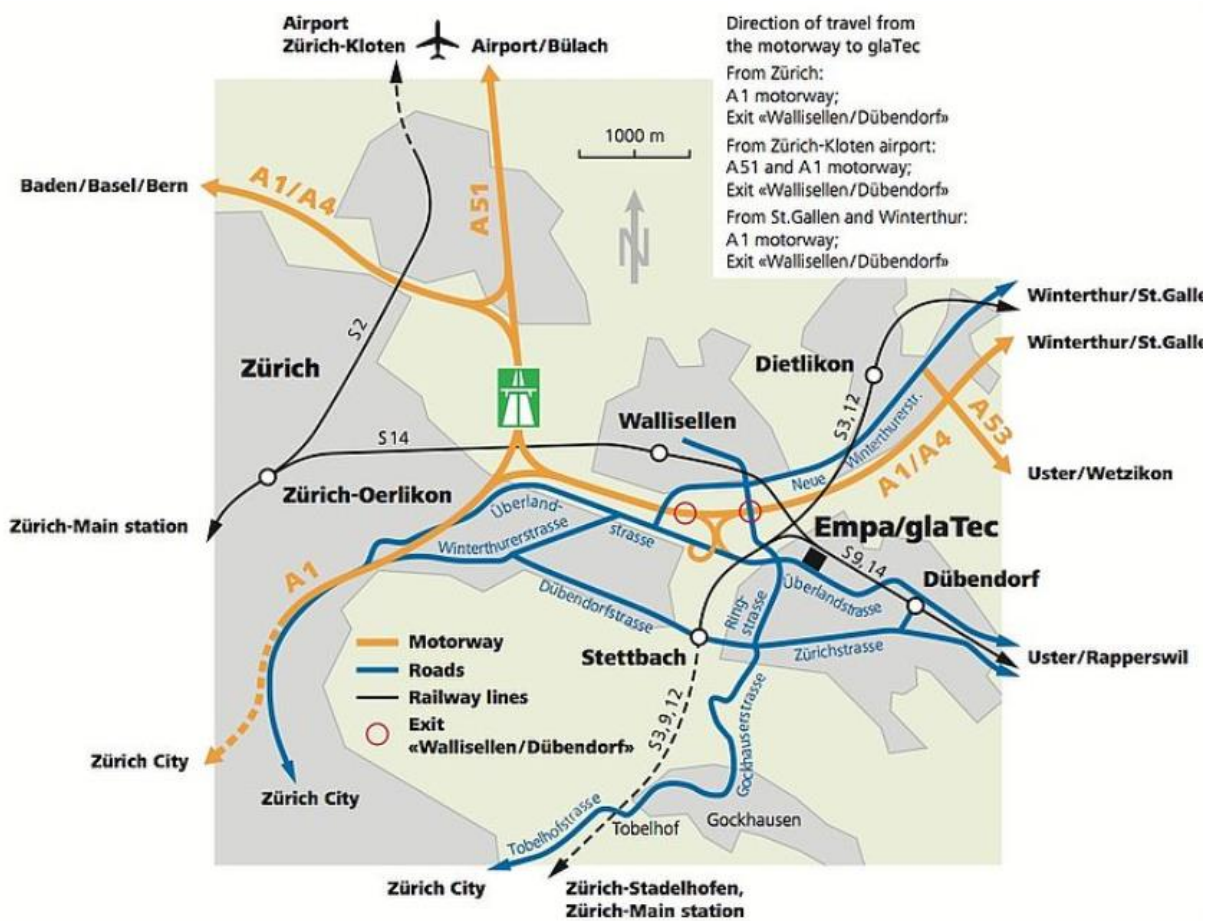 Airport
Zürich-Kloten
Airport/Bülach
Direction of travel from
the motorway to glaTec
From Zürich:
A1 motorway;
Exit «Wallisellen/Dübendorf»
From Zürich-Kloten airport:
A51 and A1 motorway;
Exit «Wallisellen/Dübendorf»
From St.Gallen and Winterthur:
A1 motorway;
Exit «Wallisellen/Dübendorf»
1000 m
N
Baden/Basel/Bern
A1/A4
A51
S2
Winterthur/St.Galle
Winterthur/St.Galle
Zürich
Dietlikon
Wallisellen
S14
S3,12
Neue
Winterthurerstr.
A1/A4
A53
Uster/Wetzikon
Zürich-Oerlikon
Zürich-Main station
Überland-
strasse
Winterthurerstrasse
Empa/glaTec
S9,14
Dübendorf
A1
Dübendorfstrasse
Ring-
strasse
Überlandstrasse
Zürichstrasse
Stettbach
Uster/Rapperswil
Motorway
Roads
Railway lines
Exit
«Wallisellen/Dübendorf»
S3,9,12
Gockhauserstrasse
Zürich City
Zürich City
Tobelhofstrasse
Tobelhof
Gockhausen
Zürich City
Zürich-Stadelhofen,
Zürich-Main station